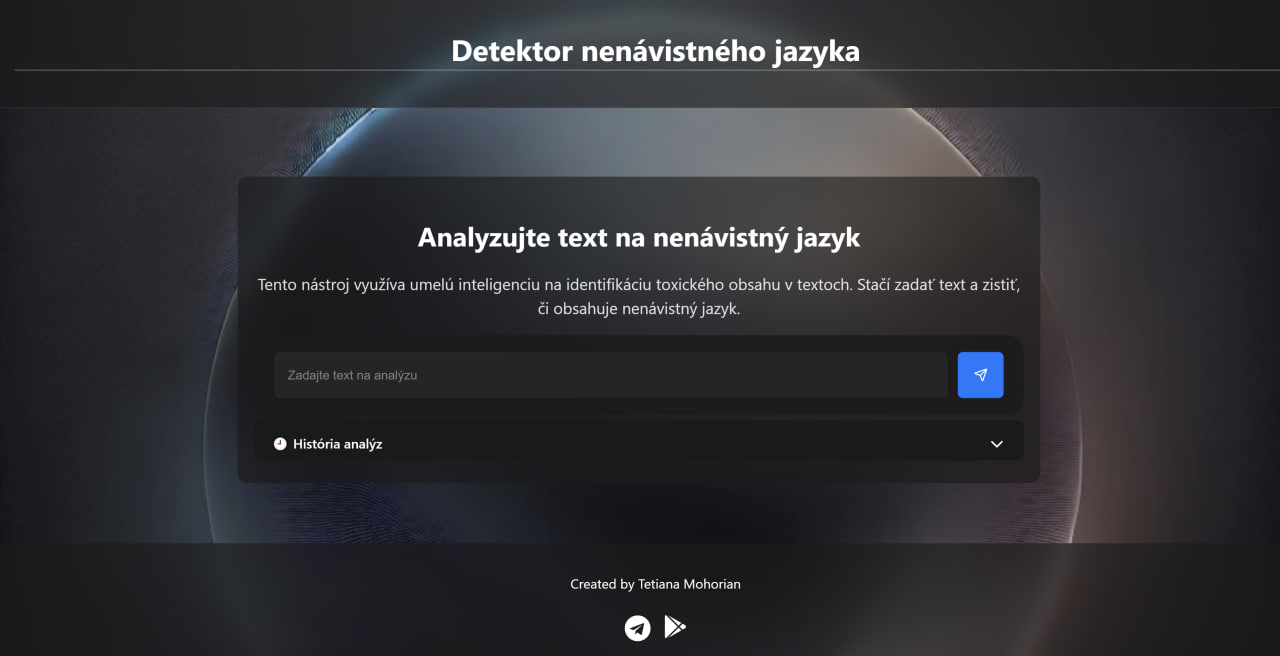 Detektor nenávistného jazyka
Analyzujte text na nenávistný jazyk
Tento nástroj využíva umelú inteligenciu na identifikáciu toxického obsahu v textoch. Stačí zadať text a zistiť,
či obsahuje nenávistný jazyk.
Zadajte text na analýzu
História analýz
Created by Tetiana Mohorian